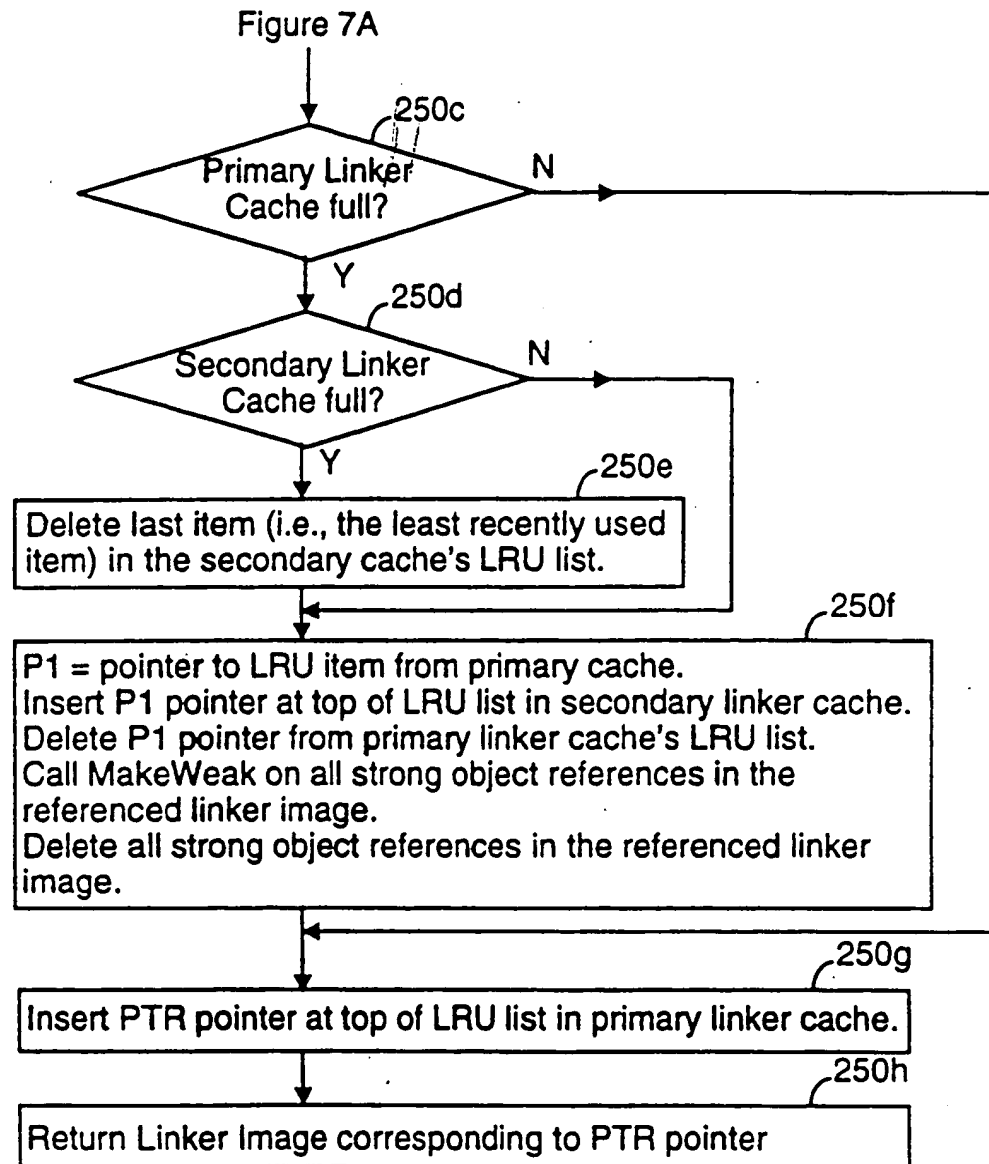 Figure 7A
250c
Primary Linker
Cache full?
N
Y
250d
Secondary Linker
Cache full?
N
Y
250e
Delete last item (i.e., the least recently used
item) in the secondary cache's LRU list.
250f
P1 = pointer to LRU item from primary cache.
Insert P1 pointer at top of LRU list in secondary linker cache.
Delete P1 pointer from primary linker cache's LRU list.
Call MakeWeak on all strong object references in the
referenced linker image.
Delete all strong object references in the referenced linker
image.
250g
Insert PTR pointer at top of LRU list in primary linker cache.
250h
Return Linker Image corresponding to PTR pointer